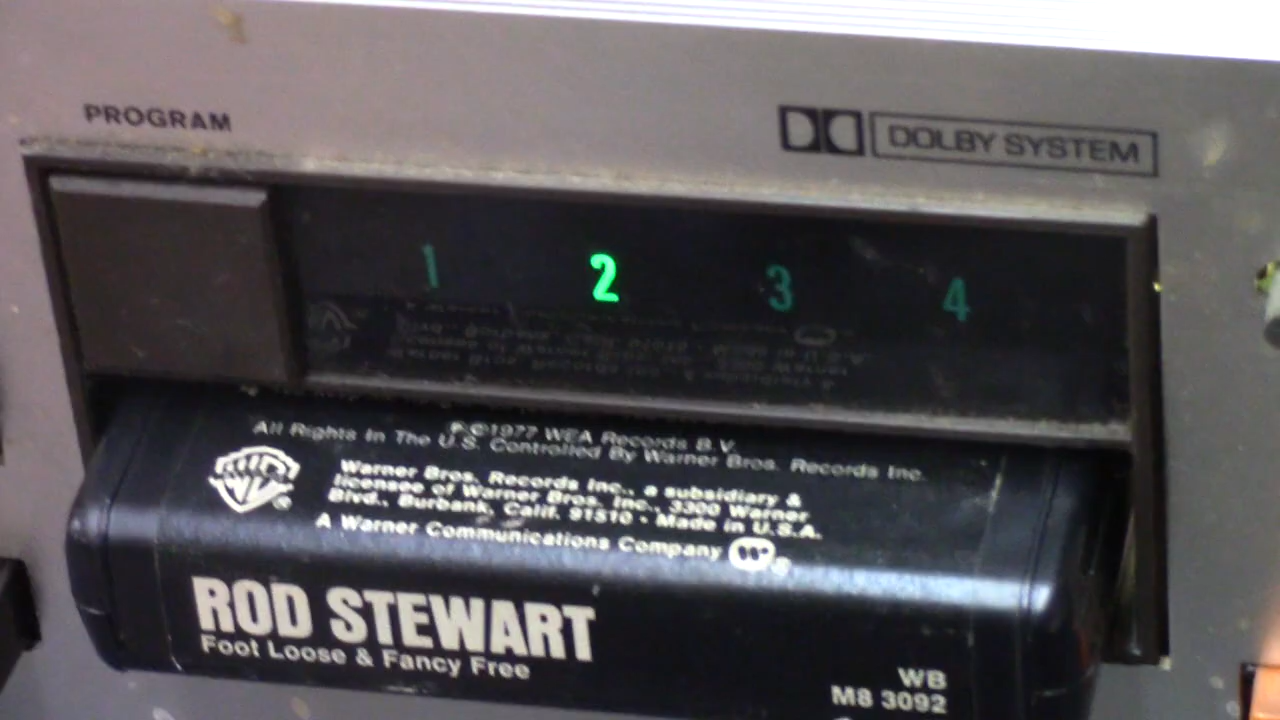 PROGRAM
DOLBY SYSTEM
1 2 3 4
℗©1977 WEA Records B.V.
All Rights In The U.S. Controlled By Warner Bros. Records Inc.
Warner Bros. Records Inc., a subsidiary &
licensee of Warner Bros. Inc., 3300 Warner
Blvd., Burbank, Calif. 91510 • Made in U.S.A.
A Warner Communications Company
ROD STEWART
Foot Loose & Fancy Free
WB
M8 3092